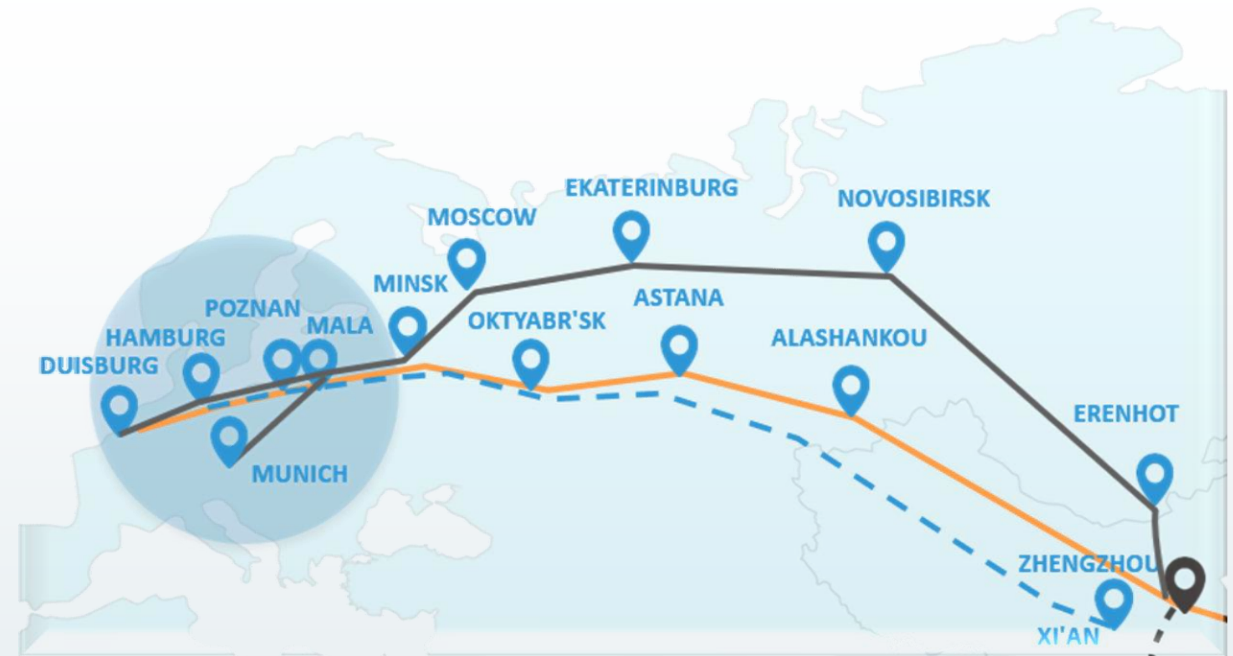 EKATERINBURG
NOVOSIBIRSK
MOSCOW
MINSK
ASTANA
POZNAN
MALA
OKTYABR'SK
HAMBURG
ALASHANKOU
DUISBURG
ERENHOT
MUNICH
ZHENGZHOU
XI'AN